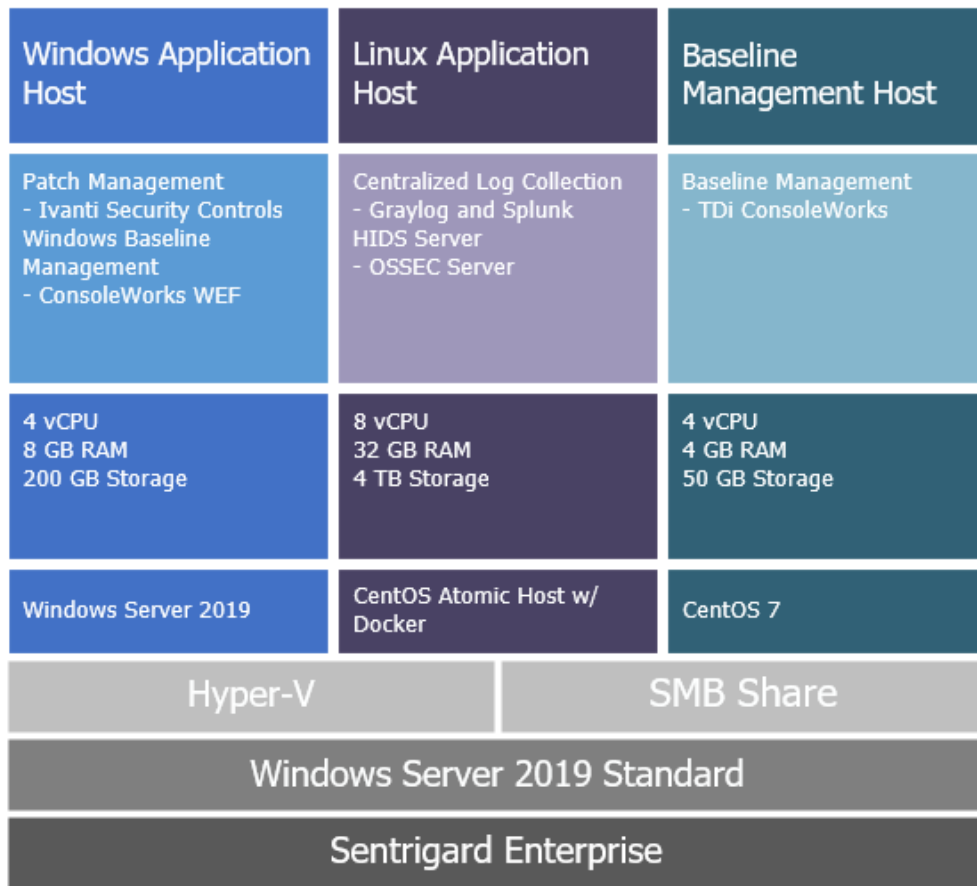 Windows Application
Host
Linux Application
Host
Baseline
Management Host
Patch Management
- Ivanti Security Controls
Windows Baseline
Management
- ConsoleWorks WEF
Centralized Log Collection
- Graylog and Splunk
HIDS Server
- OSSEC Server
Baseline Management
- TDi ConsoleWorks
4 vCPU
8 GB RAM
200 GB Storage
8 vCPU
32 GB RAM
4 TB Storage
4 vCPU
4 GB RAM
50 GB Storage
Windows Server 2019
CentOS Atomic Host w/
Docker
CentOS 7
Hyper-V
SMB Share
Windows Server 2019 Standard
Sentrigard Enterprise